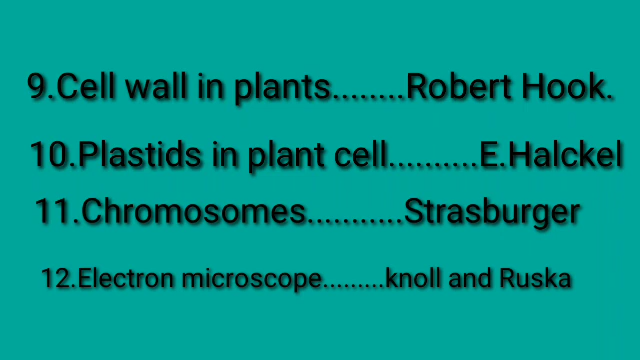 9.Cell wall in plants........Robert Hook.
10.Plastids in plant cell..........E.Halckel
11.Chromosomes...........Strasburger
12.Electron microscope.........knoll and Ruska